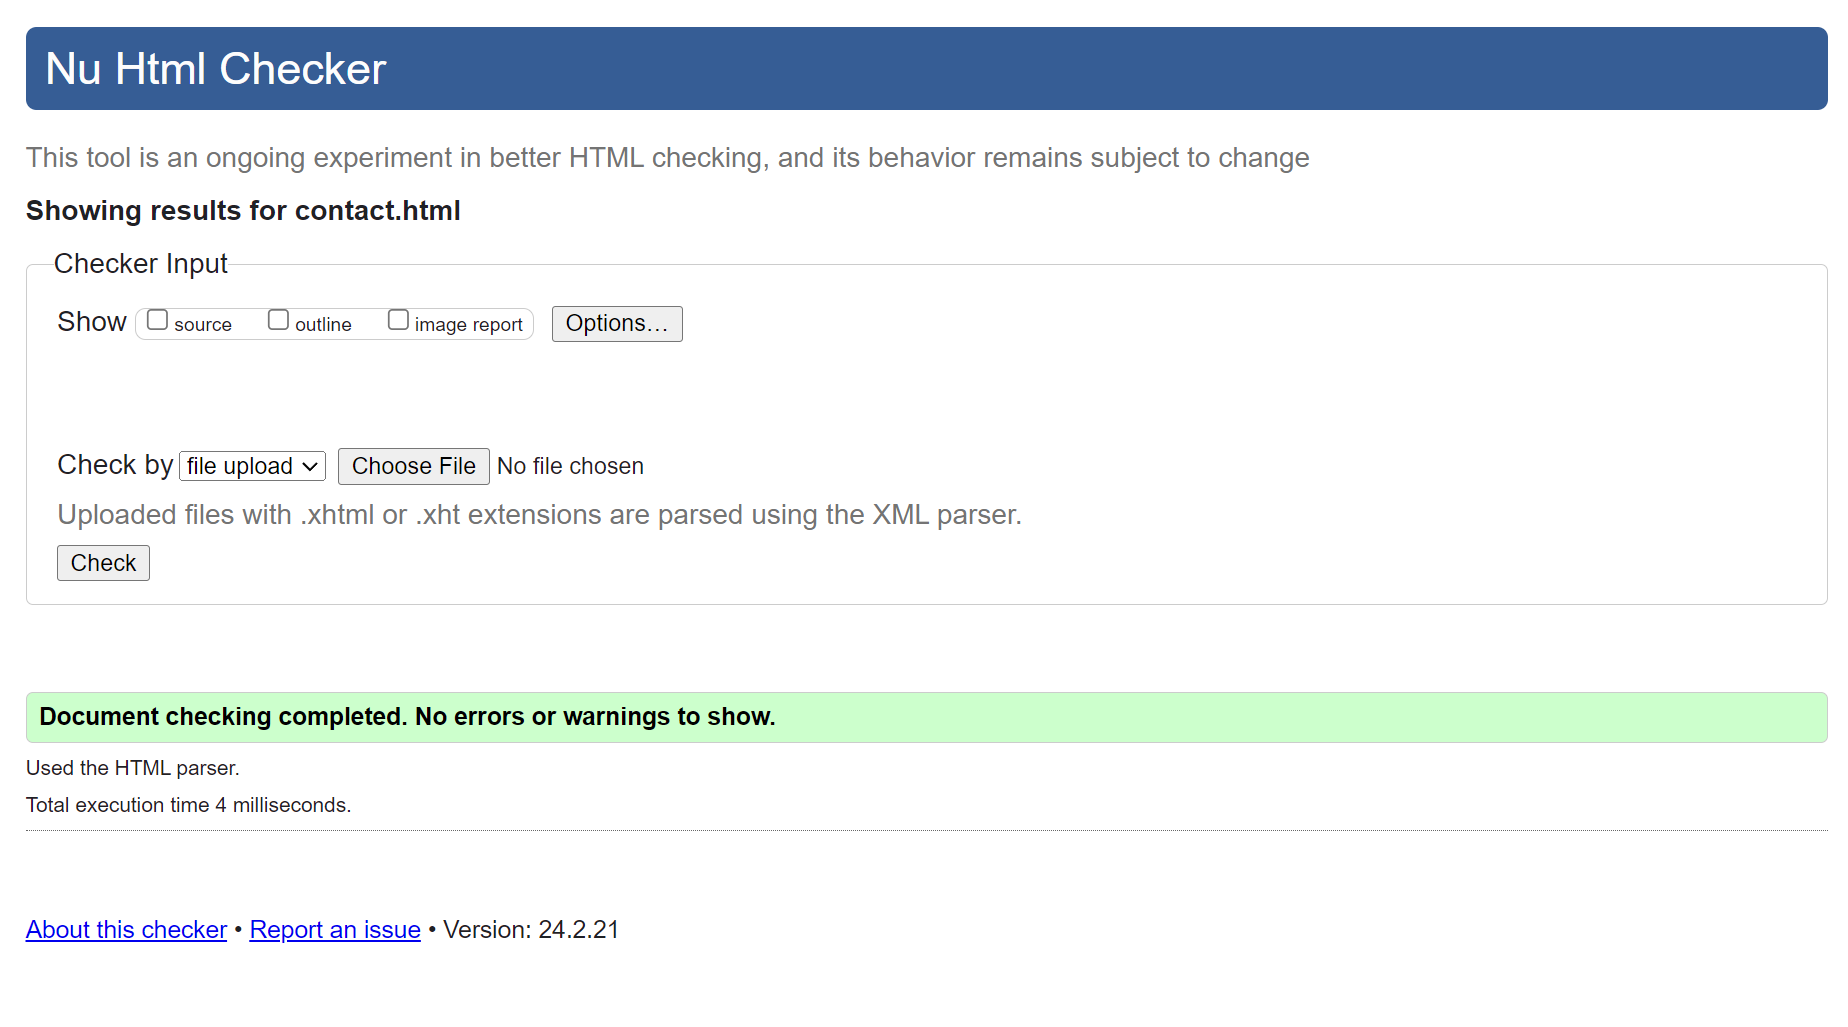 Nu Html Checker
This tool is an ongoing experiment in better HTML checking, and its behavior remains subject to change
Showing results for contact.html
Checker Input
Show source outline image report Options…
Check by file upload Choose File No file chosen
Uploaded files with .xhtml or .xht extensions are parsed using the XML parser.
Check
Document checking completed. No errors or warnings to show.
Used the HTML parser.
Total execution time 4 milliseconds.
About this checker • Report an issue • Version: 24.2.21